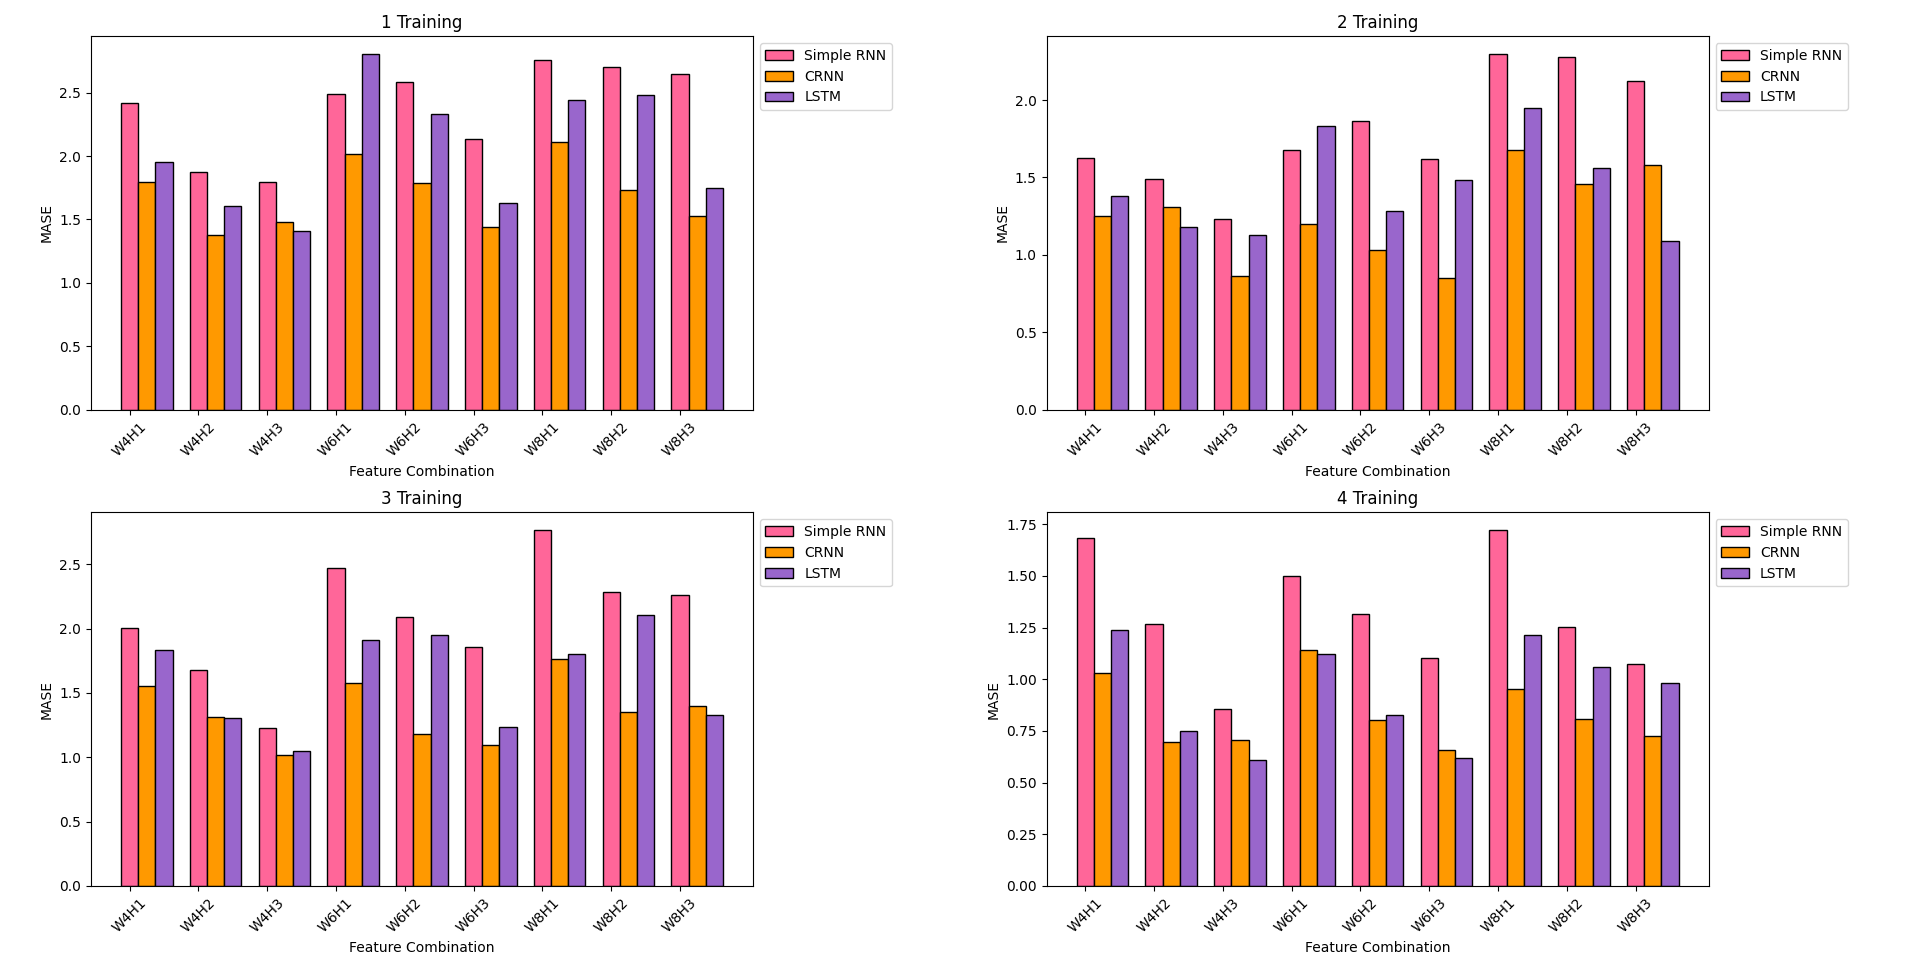 1 Training
MASE
2.5
2.0
1.5
1.0
0.5
0.0
W4H1 W4H2 W4H3 W6H1 W6H2 W6H3 W8H1 W8H2 W8H3
Feature Combination
Simple RNN
CRNN
LSTM
2 Training
MASE
2.0
1.5
1.0
0.5
0.0
W4H1 W4H2 W4H3 W6H1 W6H2 W6H3 W8H1 W8H2 W8H3
Feature Combination
Simple RNN
CRNN
LSTM
3 Training
MASE
2.5
2.0
1.5
1.0
0.5
0.0
W4H1 W4H2 W4H3 W6H1 W6H2 W6H3 W8H1 W8H2 W8H3
Feature Combination
Simple RNN
CRNN
LSTM
4 Training
MASE
1.75
1.50
1.25
1.00
0.75
0.50
0.25
0.00
W4H1 W4H2 W4H3 W6H1 W6H2 W6H3 W8H1 W8H2 W8H3
Feature Combination
Simple RNN
CRNN
LSTM